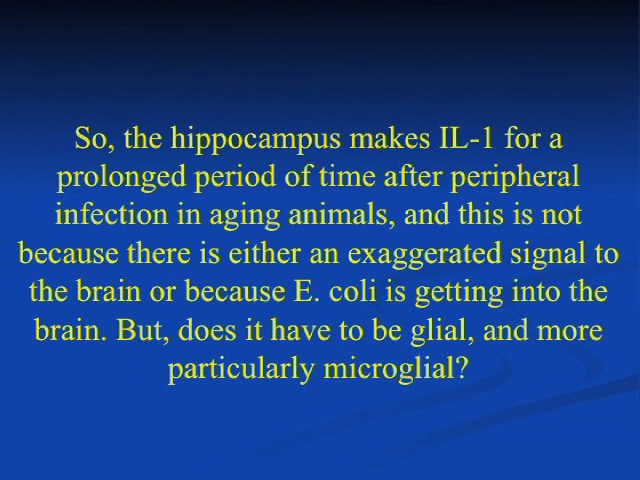 So, the hippocampus makes IL-1 for a
prolonged period of time after peripheral
infection in aging animals, and this is not
because there is either an exaggerated signal to
the brain or because E. coli is getting into the
brain. But, does it have to be glial, and more
particularly microglial?